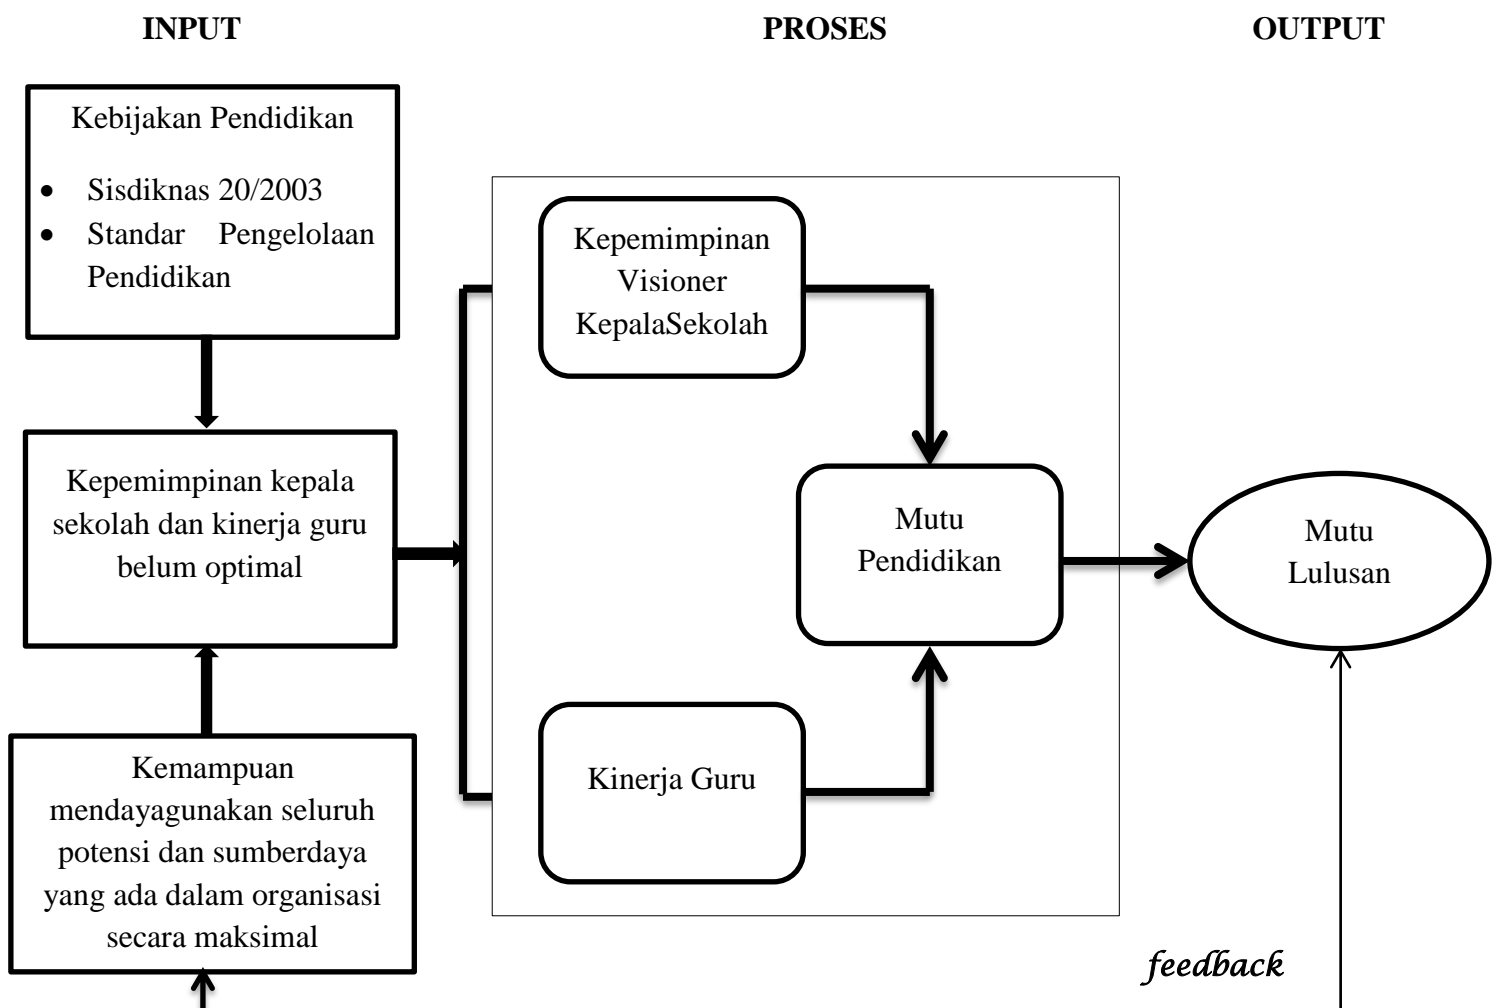 INPUT
PROSES
OUTPUT
Kebijakan Pendidikan
• Sisdiknas 20/2003
• Standar Pengelolaan
Pendidikan
Kepemimpinan kepala
sekolah dan kinerja guru
belum optimal
Kemampuan
mendayagunakan seluruh
potensi dan sumberdaya
yang ada dalam organisasi
secara maksimal
Kepemimpinan
Visioner
KepalaSekolah
Mutu
Pendidikan
Kinerja Guru
Mutu
Lulusan
feedback